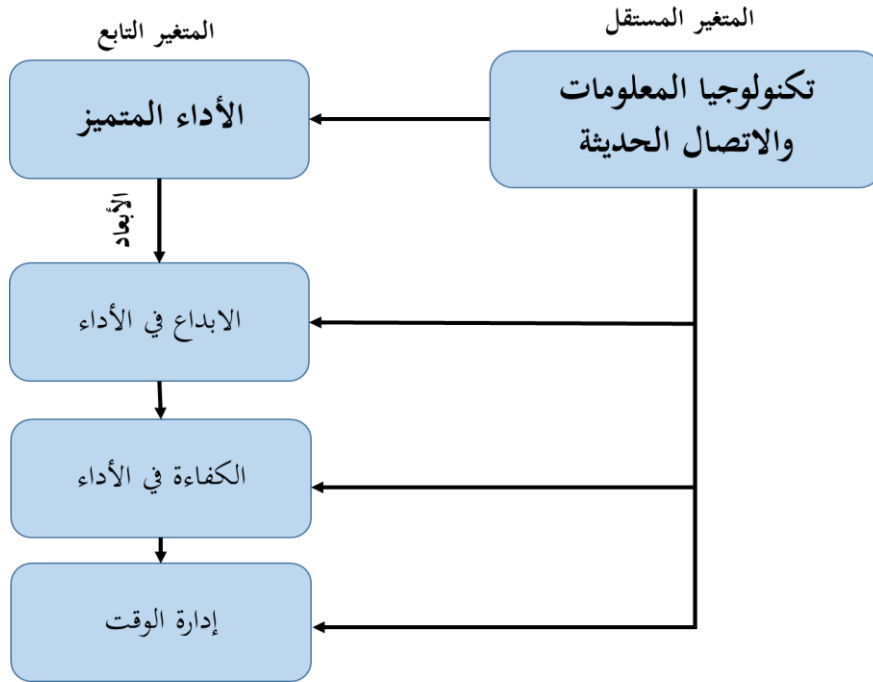 المتغير المستقل
المتغير التابع
تكنولوجيا المعلومات
والاتصال الحديثة
الأداء المتميز
الأبعاد
الابداع في الأداء
الكفاءة في الأداء
إدارة الوقت